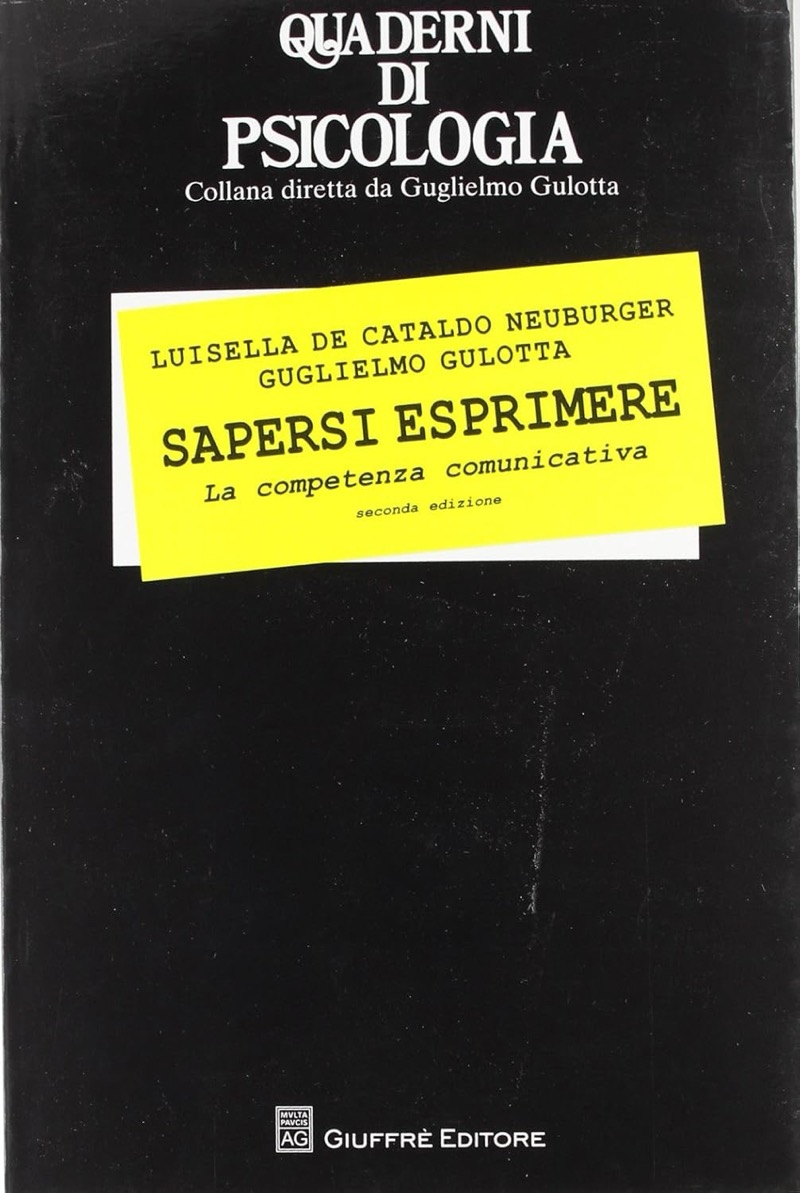 QUADERNI
DI
PSICOLOGIA
Collana diretta da Guglielmo Gulotta
LUISELLA DE CATALDO NEUBURGER
GUGLIELMO GULOTTA
SAPERSI ESPRIMERE
La competenza comunicativa
seconda edizione
MVLTA
PAVCIS
AG
GIUFFRÈ EDITORE